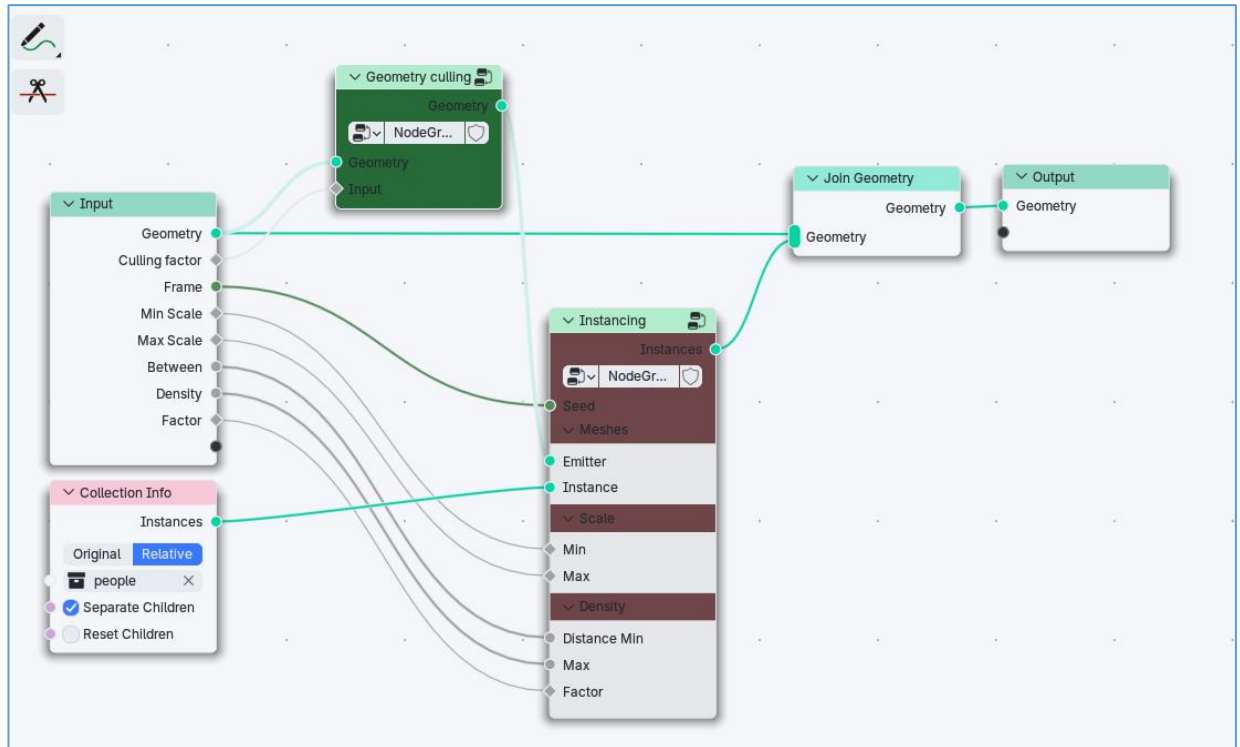 Geometry culling
Geometry
NodeGr...
Geometry
Input
Input
Geometry
Culling factor
Frame
Min Scale
Max Scale
Between
Density
Factor
Collection Info
Instances
Original Relative
people
Separate Children
Reset Children
Instancing
Instances
NodeGr...
Seed
Meshes
Emitter
Instance
Scale
Min
Max
Density
Distance Min
Max
Factor
Join Geometry
Geometry
Geometry
Output
Geometry